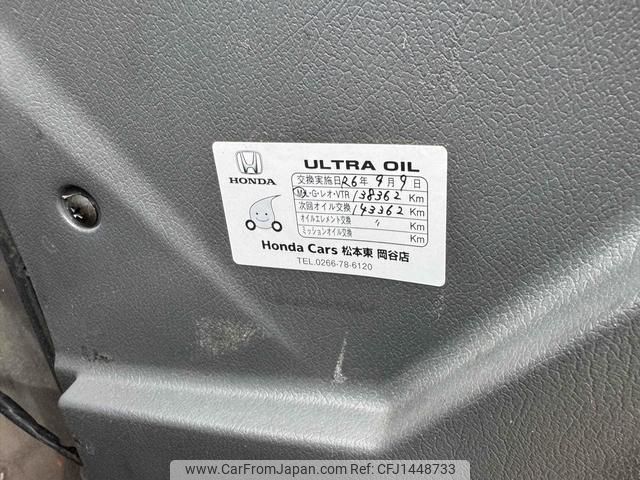 ULTRA OIL
HONDA
交換実施日R6年9月9日
M・G・レオ・VTR 138362 Km
次回オイル交換 143362 Km
オイルエレメント交換 〃 Km
ミッションオイル交換 Km
Honda Cars 松本東 岡谷店
TEL.0266-78-6120
www.CarFromJapan.com - CFJ1448733